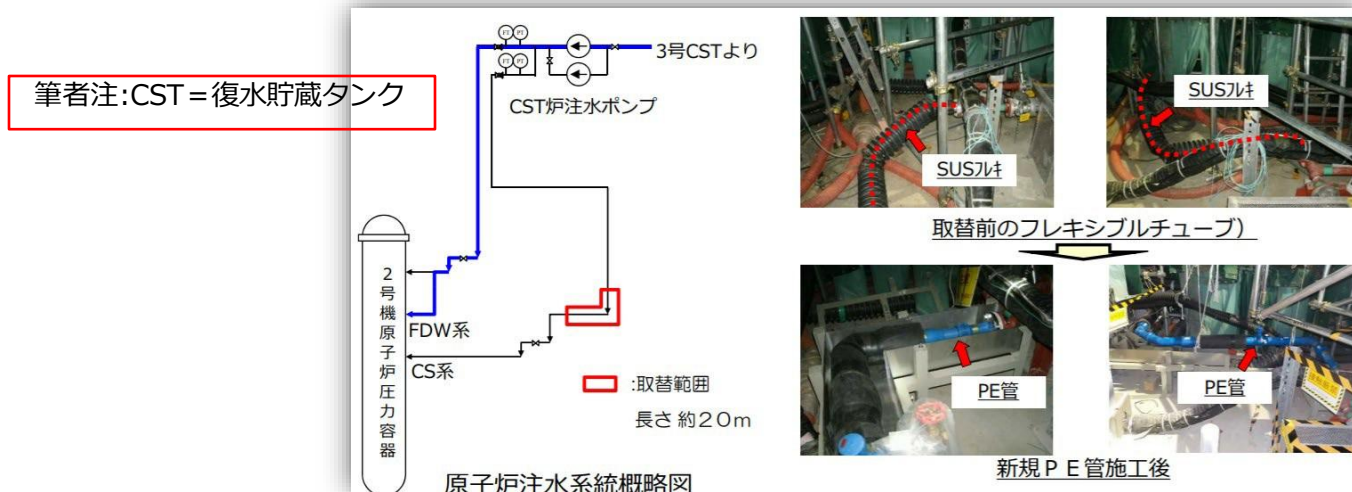 筆者注:CST＝復水貯蔵タンク
FT
PT
FT
PT
3号CSTより
CST炉注水ポンプ
2号機原子炉圧力容器
FDW系
CS系
:取替範囲
長さ 約２０ｍ
原子炉注水系統概略図
SUSﾌﾚｷ
SUSﾌﾚｷ
取替前のフレキシブルチューブ）
PE管
PE管
新規ＰＥ管施工後